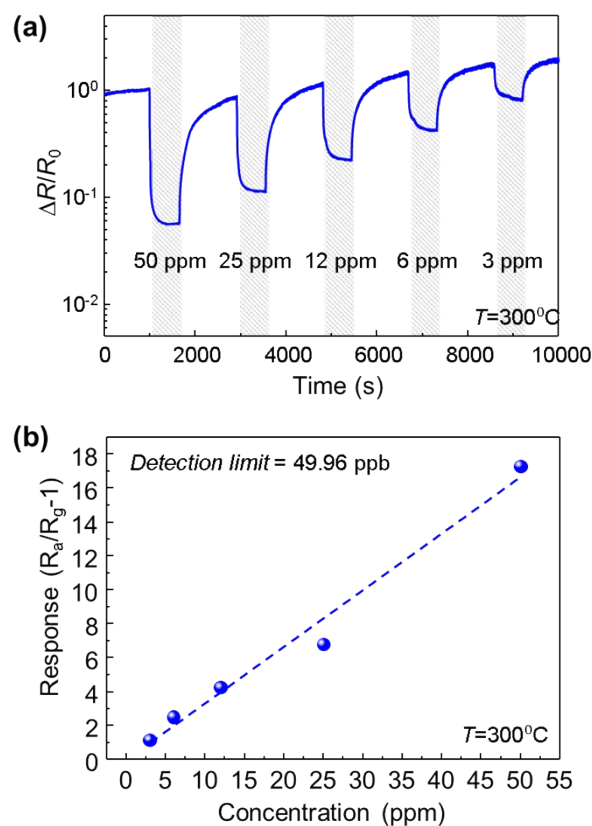 (a)
ΔR/R₀
10⁰
10⁻¹
10⁻²
50 ppm 25 ppm 12 ppm 6 ppm 3 ppm
T=300⁰C
0 2000 4000 6000 8000 10000
Time (s)
(b)
Response (Rₐ/R_g-1)
18
16
14
12
10
8
6
4
2
0
Detection limit = 49.96 ppb
T=300⁰C
0 5 10 15 20 25 30 35 40 45 50 55
Concentration (ppm)